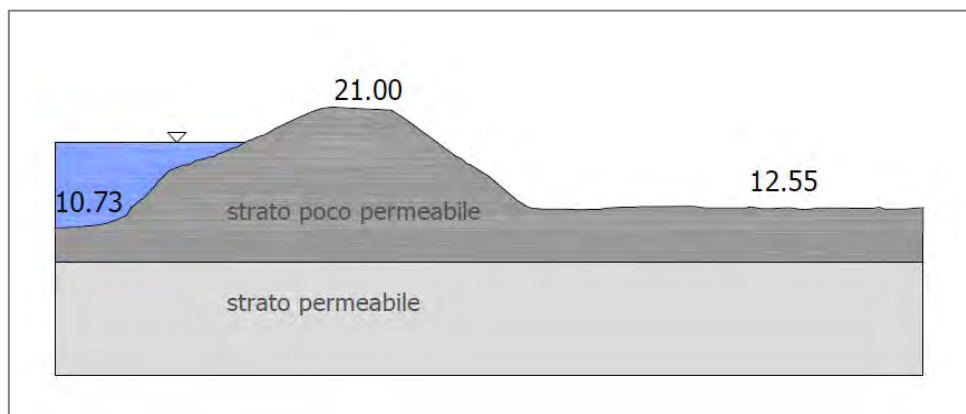 21.00
12.55
10.73
strato poco permeabile
strato permeabile